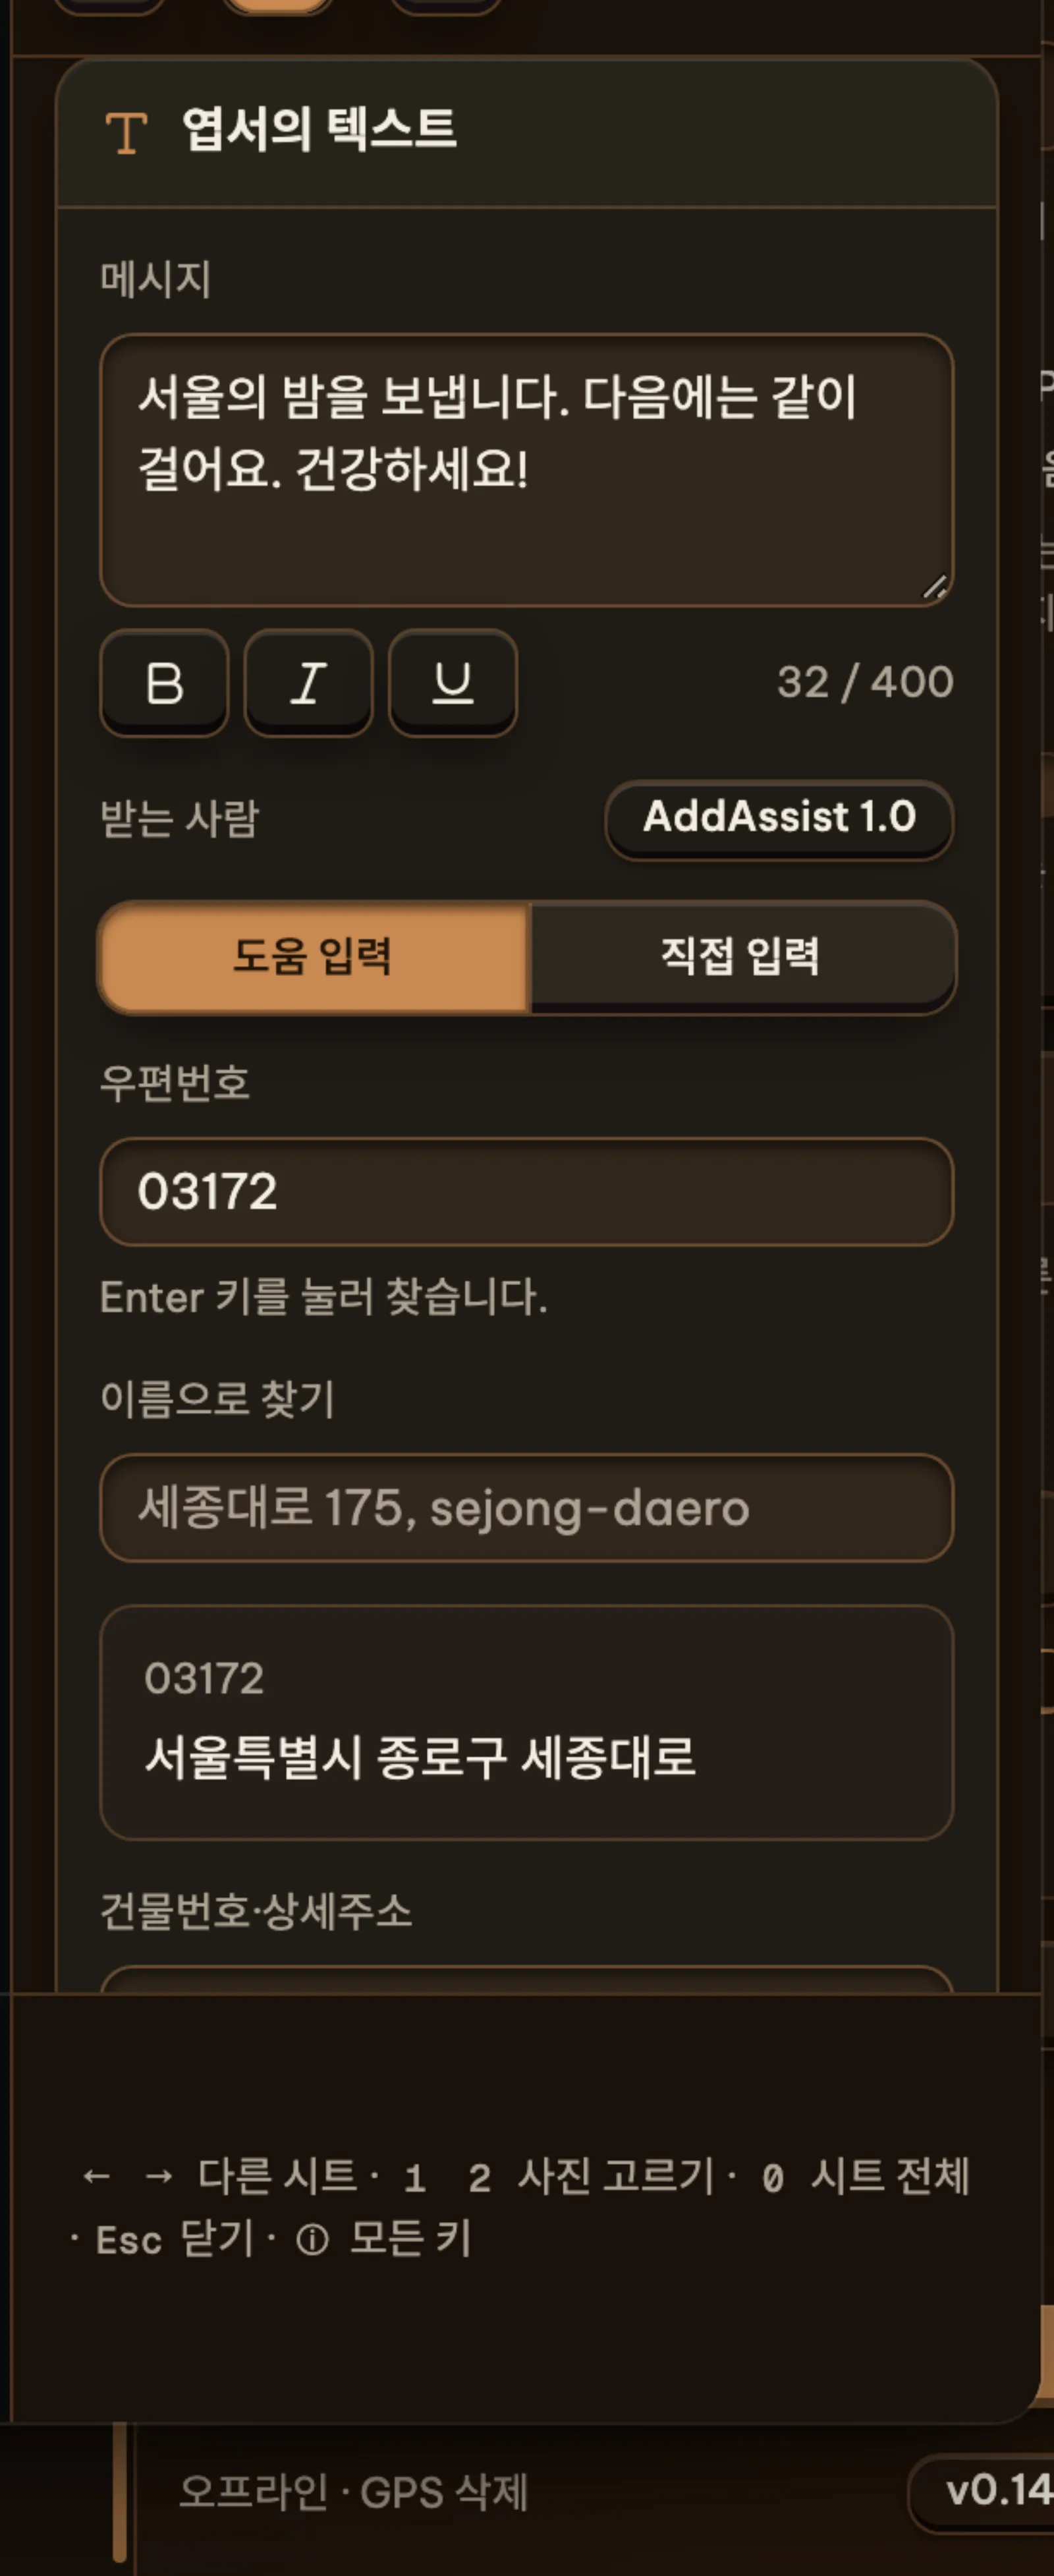 엽서의 텍스트
메시지
서울의 밤을 보냅니다. 다음에는 같이
걸어요. 건강하세요!
B I U 32 / 400
받는 사람 AddAssist 1.0
도움 입력 직접 입력
우편번호
03172
Enter 키를 눌러 찾습니다.
이름으로 찾기
세종대로 175, sejong-daero
03172
서울특별시 종로구 세종대로
건물번호·상세주소
← → 다른 시트 · 1 2 사진 고르기 · 0 시트 전체
· Esc 닫기 · ⓘ 모든 키
오프라인 · GPS 삭제 v0.14